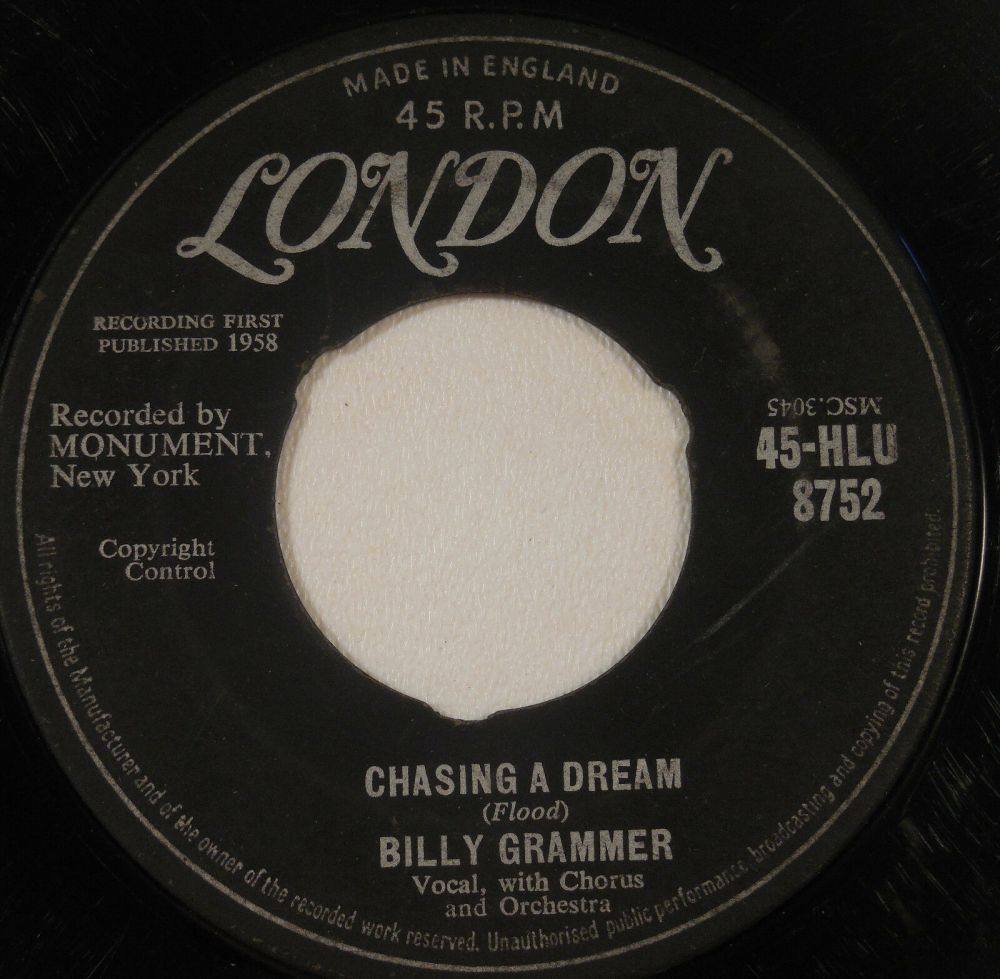 MADE IN ENGLAND
45 R.P.M
LONDON
RECORDING FIRST
PUBLISHED 1958
Recorded by
MONUMENT,
New York
Copyright
Control
MSC.3045
45-HLU
8752
CHASING A DREAM
(Flood)
BILLY GRAMMER
Vocal, with Chorus
and Orchestra
All rights of the Manufacturer and of the owner of the recorded work reserved. Unauthorised public performance, broadcasting and copying of this record prohibited.